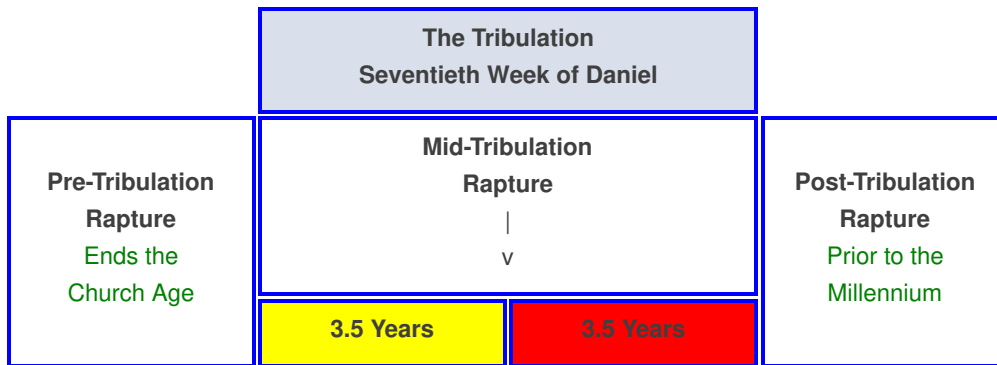 The Tribulation
Seventieth Week of Daniel
Pre-Tribulation
Rapture
Ends the
Church Age
Mid-Tribulation
Rapture
|
v
3.5 Years
3.5 Years
Post-Tribulation
Rapture
Prior to the
Millennium